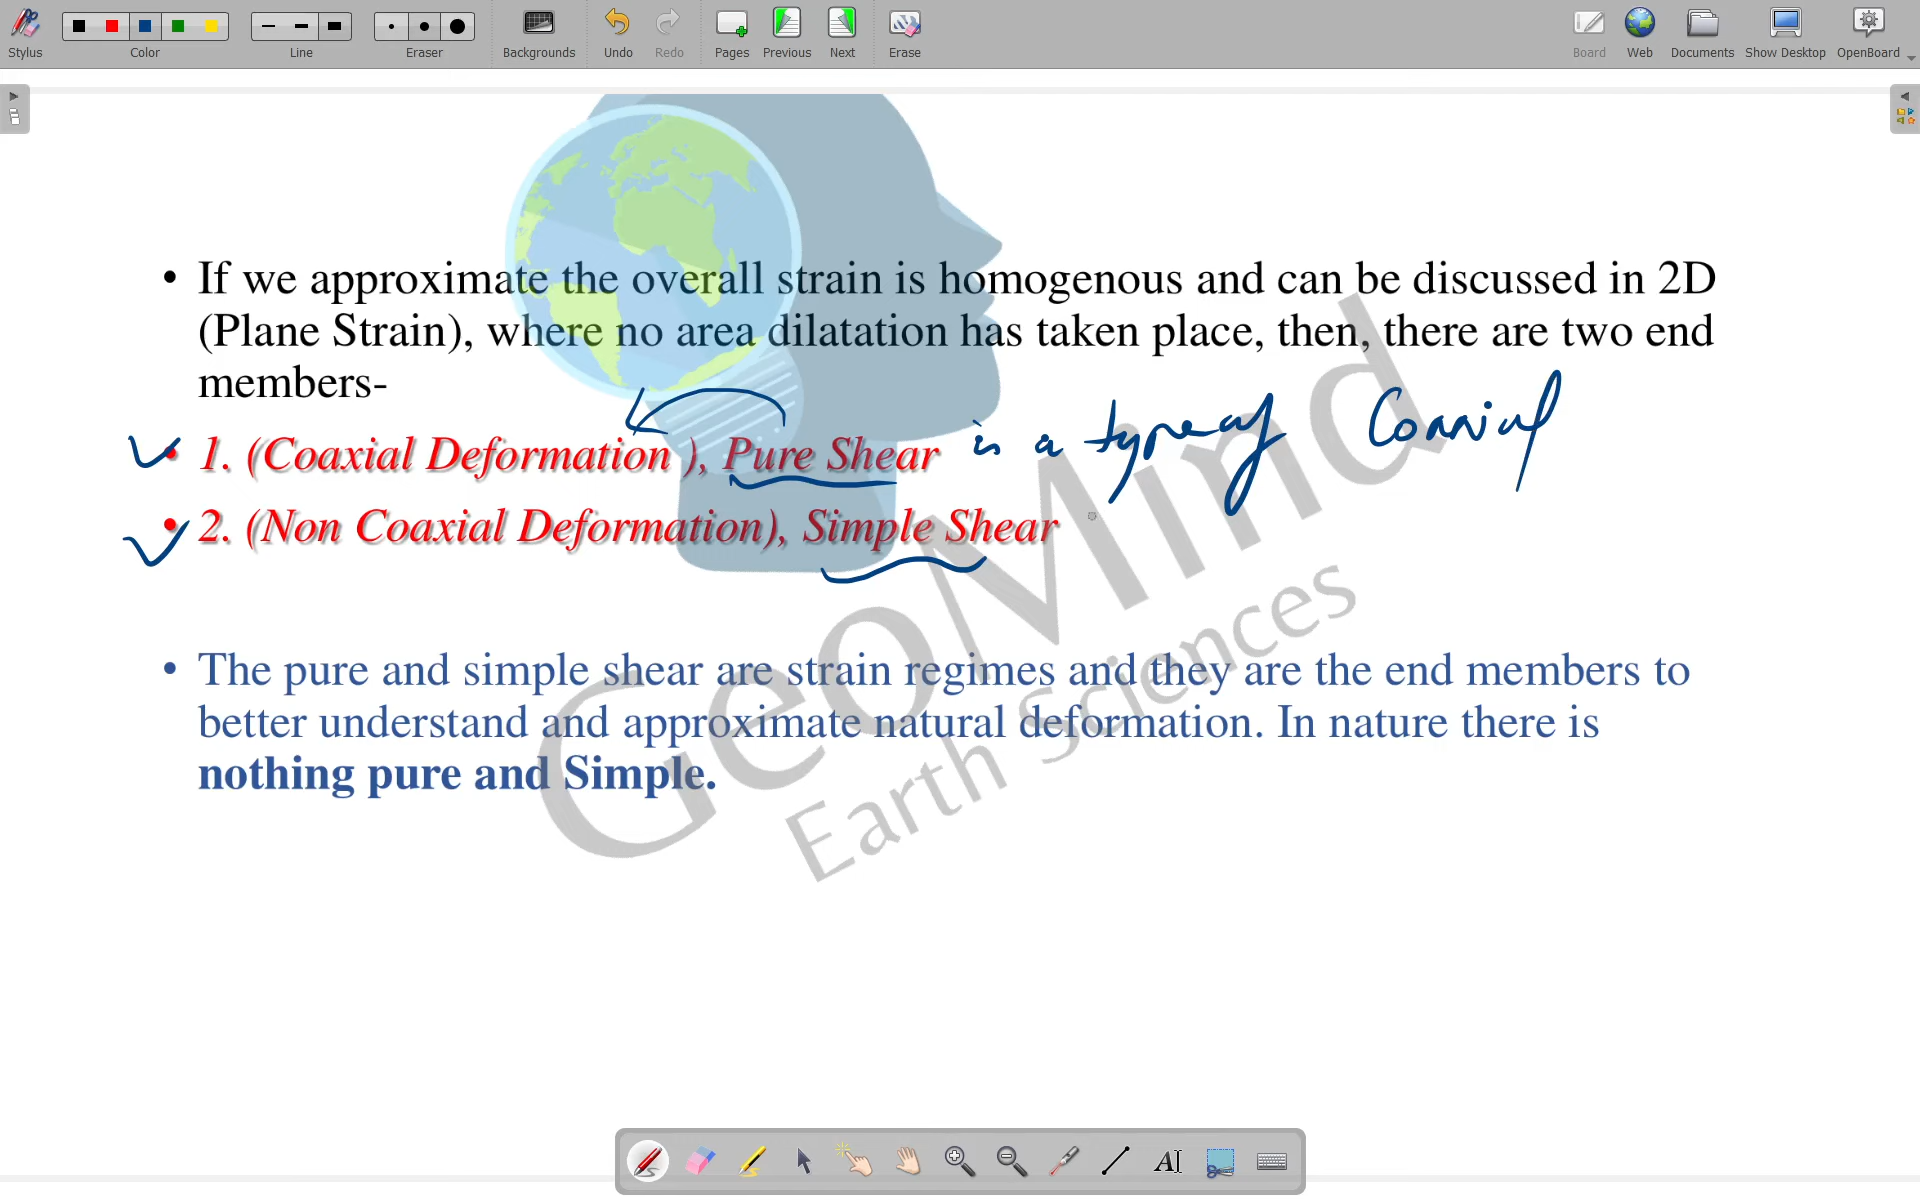 Stylus Color Line Eraser Backgrounds Undo Redo Pages Previous Next Erase Board Web Documents Show Desktop OpenBoard
• If we approximate the overall strain is homogenous and can be discussed in 2D
(Plane Strain), where no area dilatation has taken place, then, there are two end
members-
• 1. (Coaxial Deformation ), Pure Shear is a type of Coaxial
• 2. (Non Coaxial Deformation), Simple Shear
• The pure and simple shear are strain regimes and they are the end members to
better understand and approximate natural deformation. In nature there is
nothing pure and Simple.
GeoMind
Earth Sciences